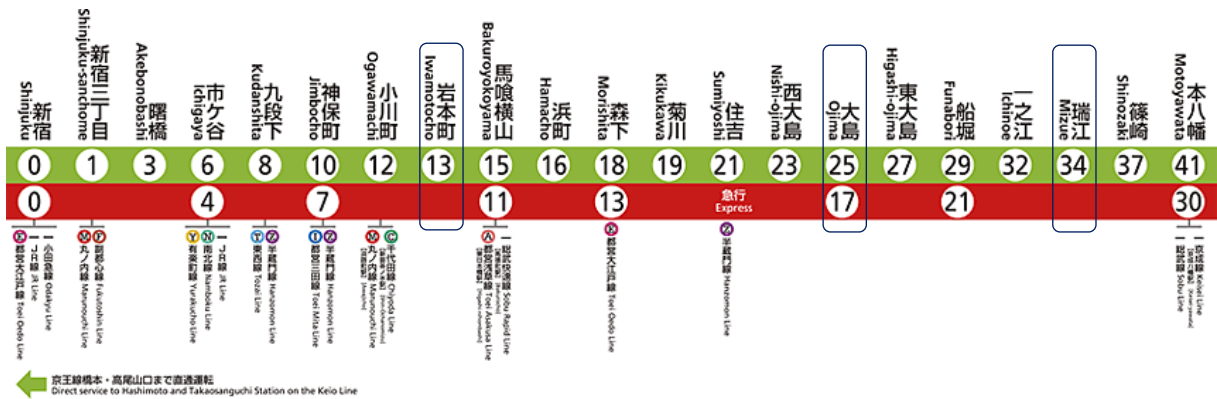 新宿
Shinjuku
新宿三丁目
Shinjuku-sanchome
曙橋
Akebonobashi
市ケ谷
Ichigaya
九段下
Kudanshita
神保町
Jimbocho
小川町
Ogawamachi
岩本町
Iwamotocho
馬喰横山
Bakuroyokoyama
浜町
Hamacho
森下
Morishita
菊川
Kikukawa
住吉
Sumiyoshi
西大島
Nishi-ojima
大島
Ojima
東大島
Higashi-ojima
船堀
Funabori
一之江
Ichinoe
瑞江
Mizue
篠崎
Shinozaki
本八幡
Motoyawata
0 1 3 6 8 10 12 13 15 16 18 19 21 23 25 27 29 32 34 37 41
0 4 7 11 13 急行 Express 17 21 30
E 都営大江戸線 Toei Oedo Line
JR線 JR Line
小田急線 Odakyu Line
M 丸ノ内線 Marunouchi Line
F 副都心線 Fukutoshin Line
Y 有楽町線 Yurakucho Line
N 南北線 Namboku Line
JR線 JR Line
T 東西線 Tozai Line
Z 半蔵門線 Hanzomon Line
I 都営三田線 Toei Mita Line
Z 半蔵門線 Hanzomon Line
M 丸ノ内線 Marunouchi Line
C 千代田線 Chiyoda Line
A 都営浅草線 Toei Asakusa Line
総武快速線 Sobu Rapid Line
E 都営大江戸線 Toei Oedo Line
Z 半蔵門線 Hanzomon Line
総武線 Sobu Line
京成線 Keisei Line
京王線橋本・高尾山口まで直通運転
Direct service to Hashimoto and Takaosanguchi Station on the Keio Line